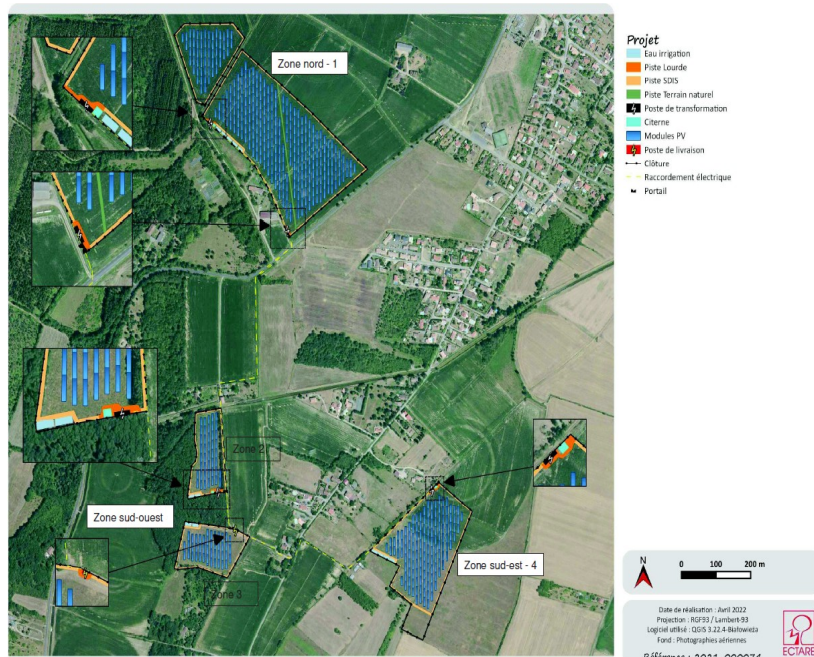 Zone nord - 1
Zone 2
Zone sud-ouest
Zone 3
Zone sud-est - 4
Projet
Eau irrigation
Piste Lourde
Piste SDIS
Piste Terrain naturel
Poste de transformation
Citerne
Modules PV
Poste de livraison
Clôture
Raccordement électrique
Portail
N
0 100 200 m
Date de réalisation : Avril 2022
Projection : RGF93 / Lambert-93
Logiciel utilisé : QGIS 3.22.4-Białowieża
Fond : Photographies aériennes
ECTARE